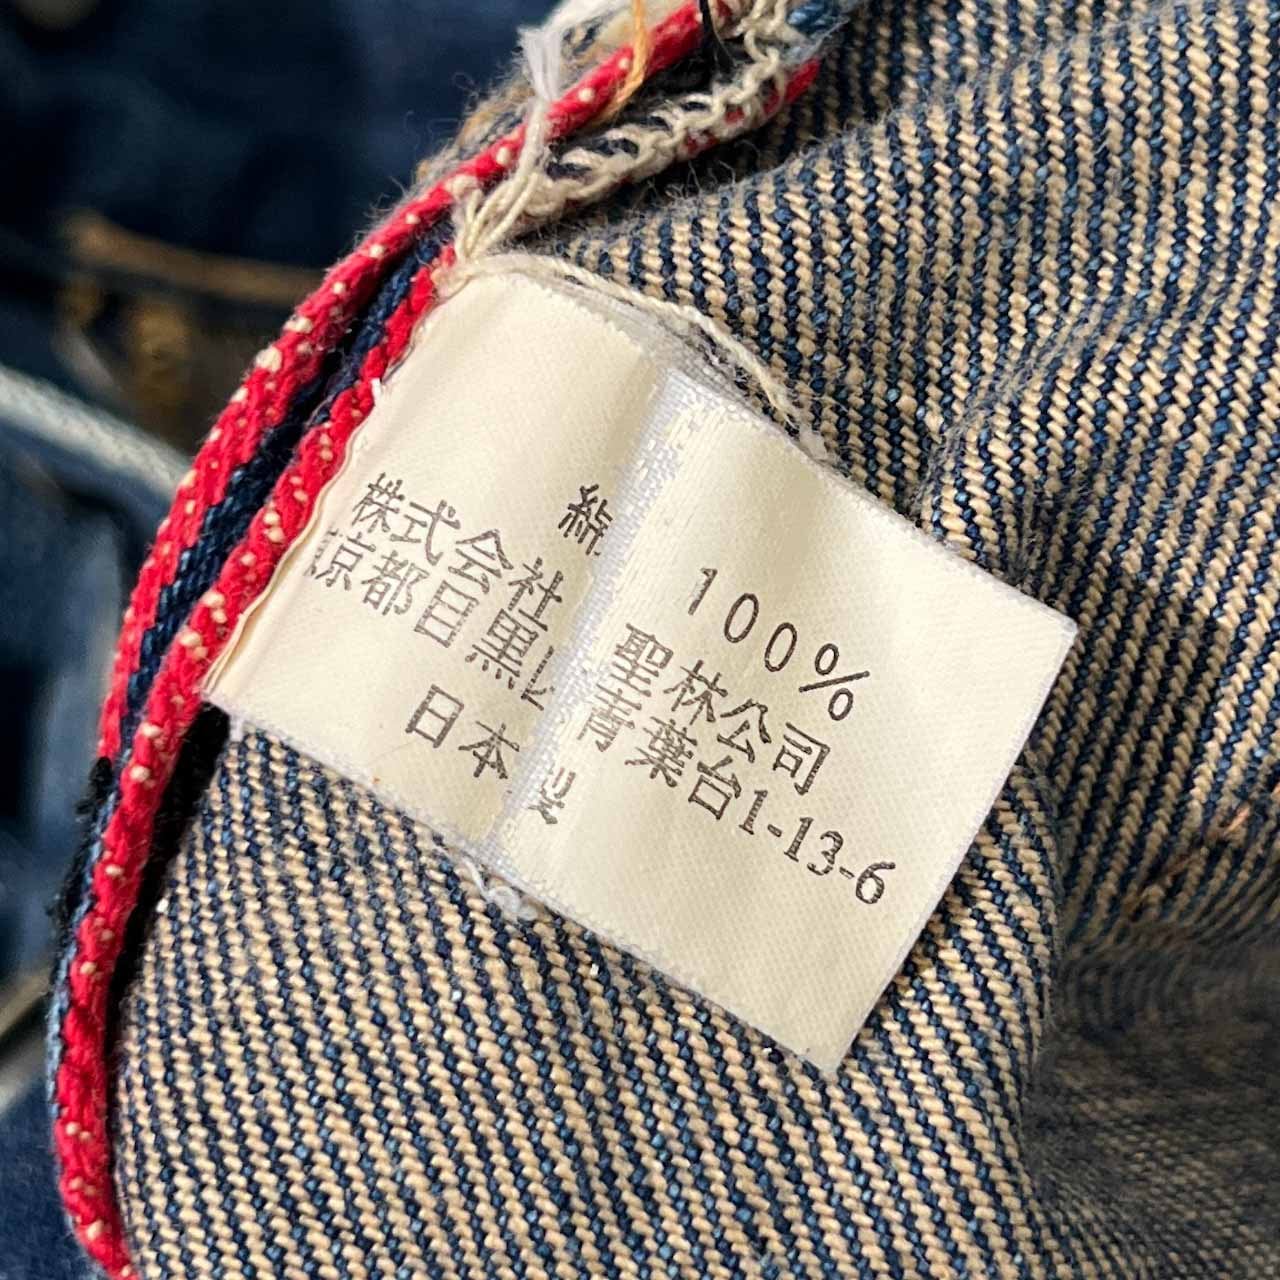 綿 100%
株式会社 聖林公司
東京都目黒区青葉台1-13-6
日本製